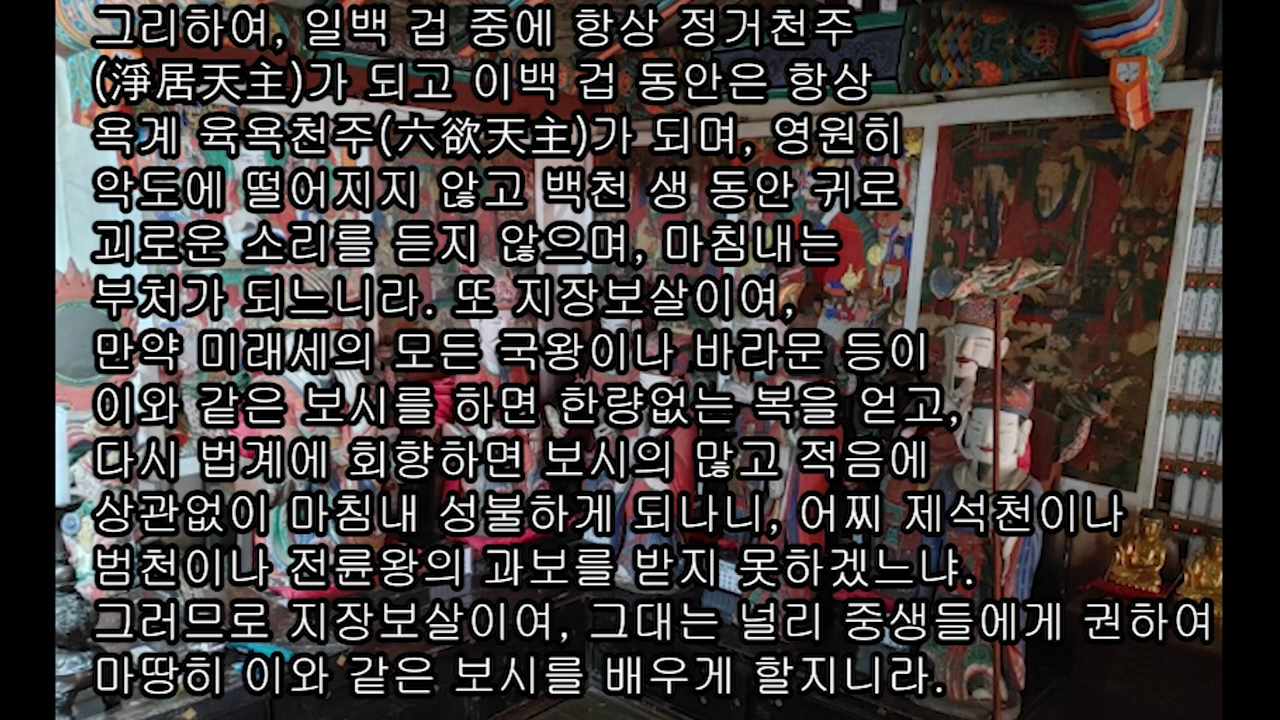 그리하여, 일백 겁 중에 항상 정거천주
(淨居天主)가 되고 이백 겁 동안은 항상
욕계 육욕천주(六欲天主)가 되며, 영원히
악도에 떨어지지 않고 백천 생 동안 귀로
괴로운 소리를 듣지 않으며, 마침내는
부처가 되느니라. 또 지장보살이여,
만약 미래세의 모든 국왕이나 바라문 등이
이와 같은 보시를 하면 한량없는 복을 얻고,
다시 법계에 회향하면 보시의 많고 적음에
상관없이 마침내 성불하게 되나니, 어찌 제석천이나
범천이나 전륜왕의 과보를 받지 못하겠느냐.
그러므로 지장보살이여, 그대는 널리 중생들에게 권하여
마땅히 이와 같은 보시를 배우게 할지니라.